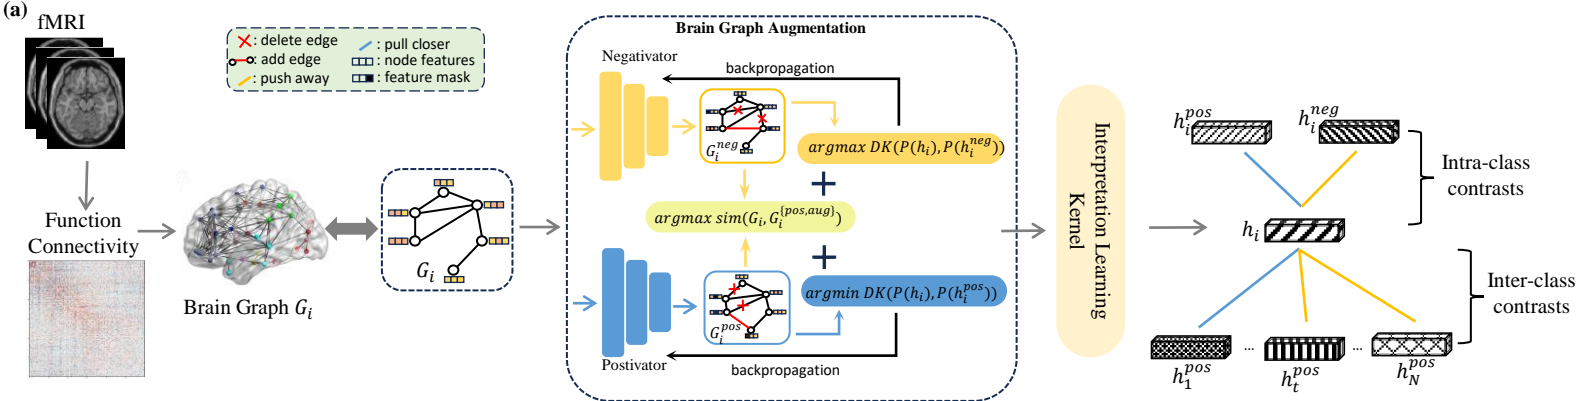 (a)
fMRI
Function
Connectivity
Brain Graph G_i
: delete edge
: add edge
: push away
: pull closer
: node features
: feature mask
G_i
Brain Graph Augmentation
Negativator
backpropagation
G_i^{neg}
argmax DK(P(h_i), P(h_i^{neg}))
+
argmax sim(G_i, G_i^{\{pos,aug\}})
+
argmin DK(P(h_i), P(h_i^{pos}))
G_i^{pos}
Postivator
backpropagation
Interpretation Learning
Kernel
h_i^{pos}
h_i^{neg}
Intra-class
contrasts
h_i
Inter-class
contrasts
... ...
h_1^{pos}
h_t^{pos}
h_N^{pos}